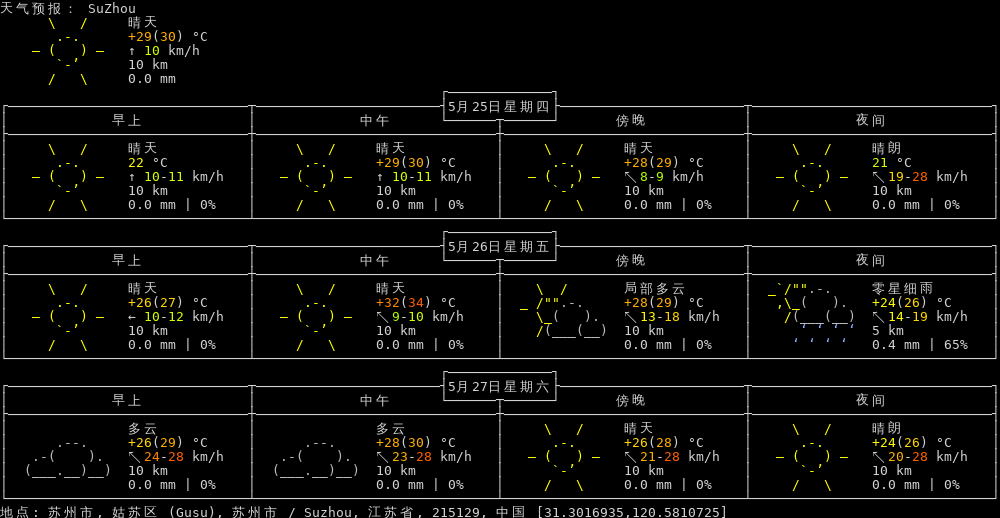 天气预报: SuZhou
晴天
+29(30) °C
↑ 10 km/h
10 km
0.0 mm
5月25日星期四
早上 中午 傍晚 夜间
晴天 晴天 晴天 晴朗
22 °C +29(30) °C +28(29) °C 21 °C
↑ 10-11 km/h ↑ 10-11 km/h ↖ 8-9 km/h ↖ 19-28 km/h
10 km 10 km 10 km 10 km
0.0 mm | 0% 0.0 mm | 0% 0.0 mm | 0% 0.0 mm | 0%
5月26日星期五
早上 中午 傍晚 夜间
晴天 晴天 局部多云 零星细雨
+26(27) °C +32(34) °C +28(29) °C +24(26) °C
← 10-12 km/h ↖ 9-10 km/h ↖ 13-18 km/h ↖ 14-19 km/h
10 km 10 km 10 km 5 km
0.0 mm | 0% 0.0 mm | 0% 0.0 mm | 0% 0.4 mm | 65%
5月27日星期六
早上 中午 傍晚 夜间
多云 多云 晴天 晴朗
+26(29) °C +28(30) °C +26(28) °C +24(26) °C
↖ 24-28 km/h ↖ 23-28 km/h ↖ 21-28 km/h ↖ 20-28 km/h
10 km 10 km 10 km 10 km
0.0 mm | 0% 0.0 mm | 0% 0.0 mm | 0% 0.0 mm | 0%
地点: 苏州市, 姑苏区 (Gusu), 苏州市 / Suzhou, 江苏省, 215129, 中国 [31.3016935,120.5810725]